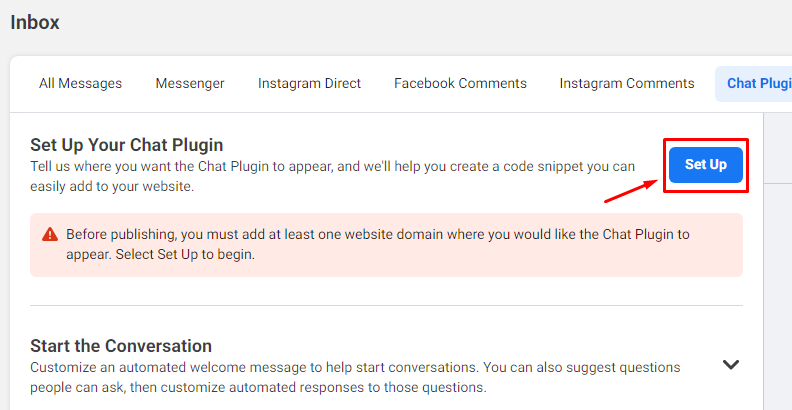 Inbox
All Messages Messenger Instagram Direct Facebook Comments Instagram Comments Chat Plugi
Set Up Your Chat Plugin
Tell us where you want the Chat Plugin to appear, and we'll help you create a code snippet you can
easily add to your website.
Set Up
Before publishing, you must add at least one website domain where you would like the Chat Plugin to
appear. Select Set Up to begin.
Start the Conversation
Customize an automated welcome message to help start conversations. You can also suggest questions
people can ask, then customize automated responses to those questions.